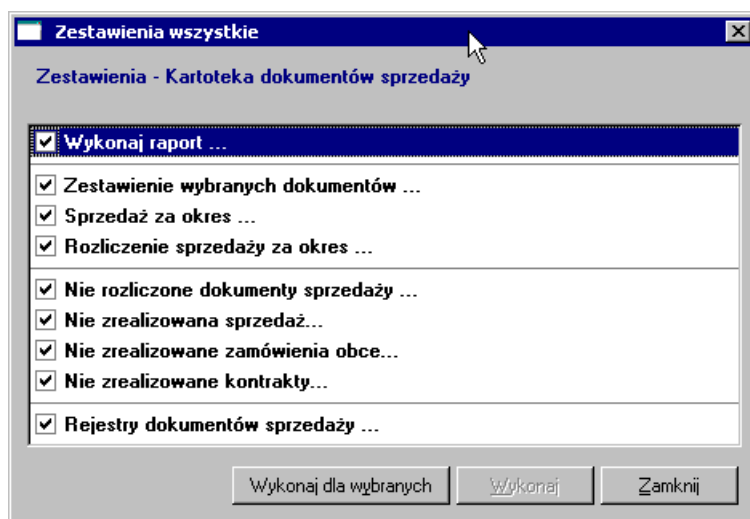 Zestawienia wszystkie
Zestawienia - Kartoteka dokumentów sprzedaży
Wykonaj raport ...
Zestawienie wybranych dokumentów ...
Sprzedaż za okres ...
Rozliczenie sprzedaży za okres ...
Nie rozliczone dokumenty sprzedaży ...
Nie zrealizowana sprzedaż...
Nie zrealizowane zamówienia obce...
Nie zrealizowane kontrakty...
Rejestry dokumentów sprzedaży ...
Wykonaj dla wybranych Wykonaj Zamknij